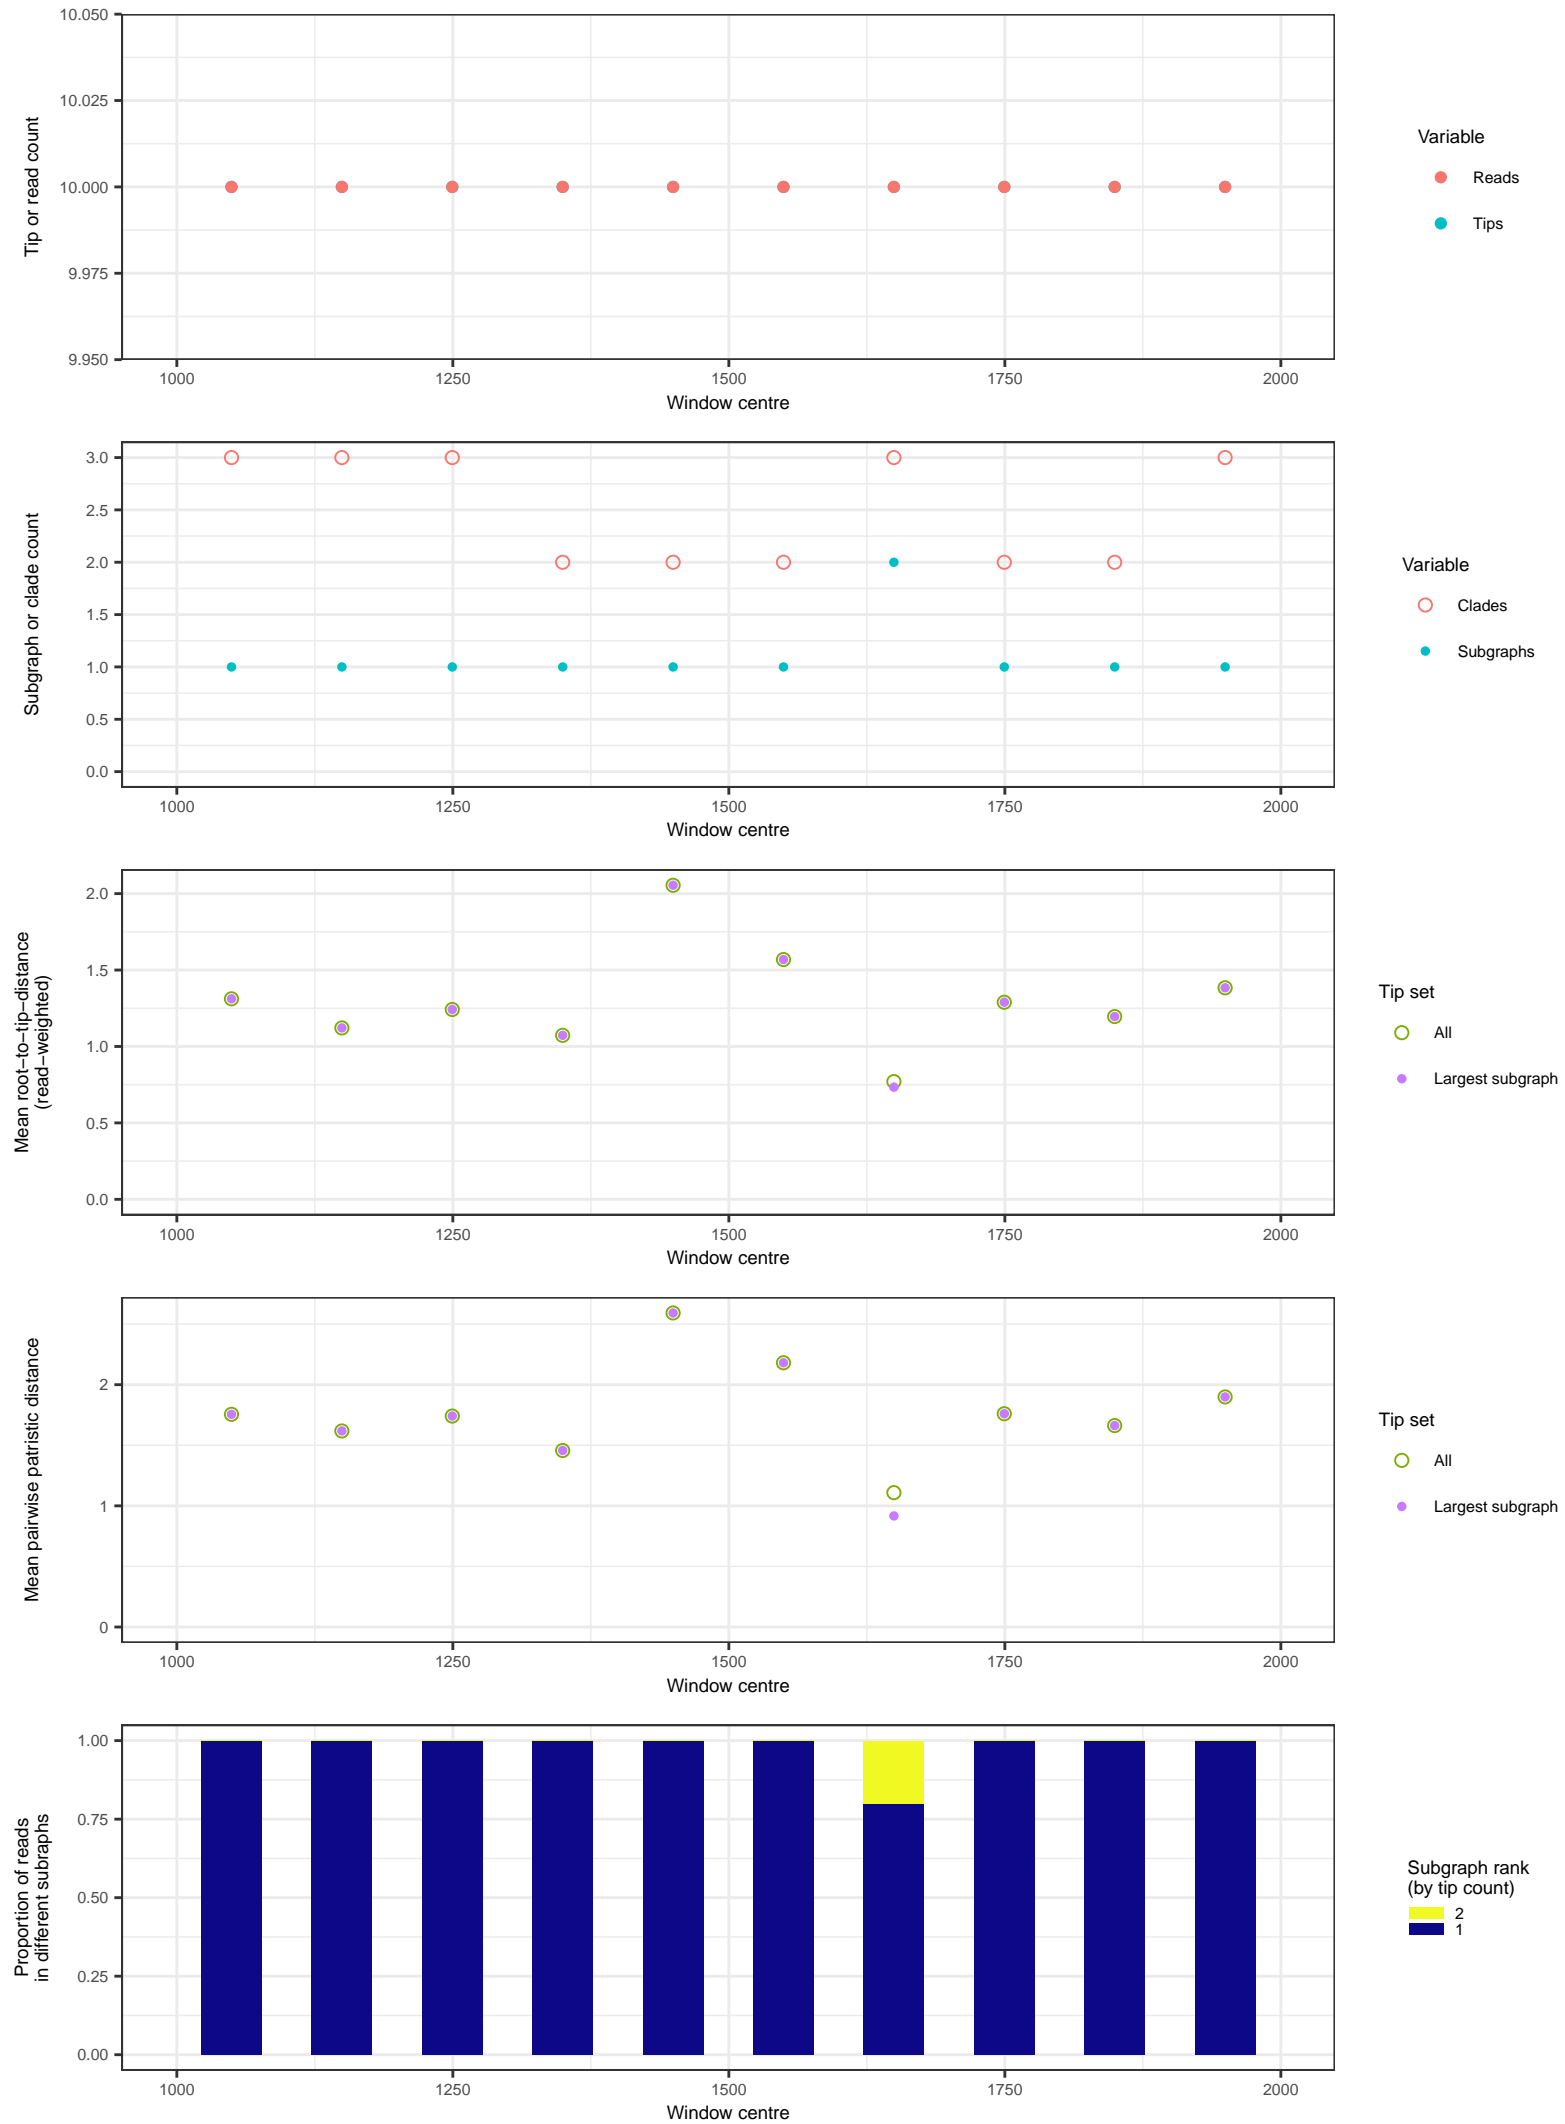 10.050
10.025
10.000
9.975
9.950
Tip or read count
1000 1250 1500 1750 2000
Window centre
Variable
Reads
Tips
3.0
2.5
2.0
1.5
1.0
0.5
0.0
Subgraph or clade count
1000 1250 1500 1750 2000
Window centre
Variable
Clades
Subgraphs
2.0
1.5
1.0
0.5
0.0
Mean root−to−tip−distance
(read−weighted)
1000 1250 1500 1750 2000
Window centre
Tip set
All
Largest subgraph
2
1
0
Mean pairwise patristic distance
1000 1250 1500 1750 2000
Window centre
Tip set
All
Largest subgraph
1.00
0.75
0.50
0.25
0.00
Proportion of reads
in different subraphs
1000 1250 1500 1750 2000
Window centre
Subgraph rank
(by tip count)
2
1